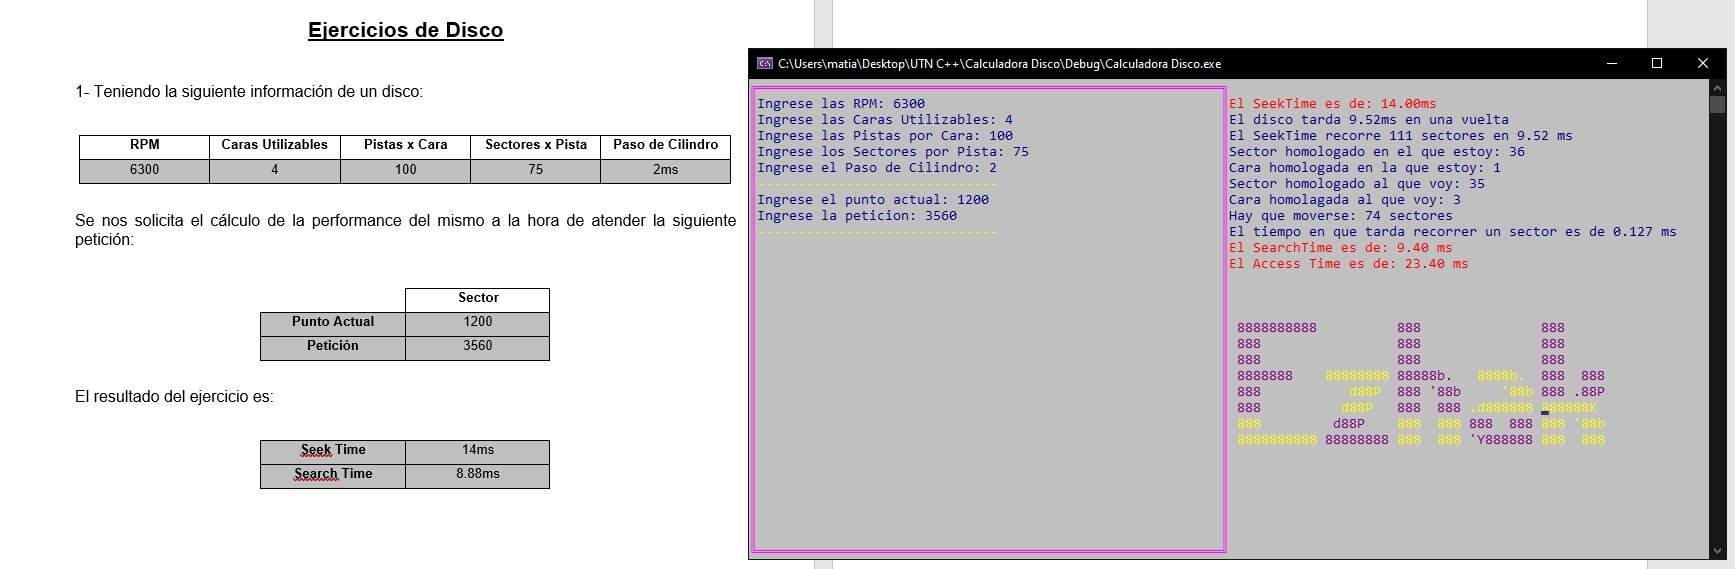 Ejercicios de Disco
1- Teniendo la siguiente información de un disco:
RPM Caras Utilizables Pistas x Cara Sectores x Pista Paso de Cilindro
6300 4 100 75 2ms
Se nos solicita el cálculo de la performance del mismo a la hora de atender la siguiente
petición:
Sector
Punto Actual 1200
Petición 3560
El resultado del ejercicio es:
Seek Time 14ms
Search Time 8.88ms
C:\Users\matia\Desktop\UTN C++\Calculadora Disco\Debug\Calculadora Disco.exe
Ingrese las RPM: 6300
Ingrese las Caras Utilizables: 4
Ingrese las Pistas por Cara: 100
Ingrese los Sectores por Pista: 75
Ingrese el Paso de Cilindro: 2
------------------------------
Ingrese el punto actual: 1200
Ingrese la peticion: 3560
------------------------------
El SeekTime es de: 14.00ms
El disco tarda 9.52ms en una vuelta
El SeekTime recorre 111 sectores en 9.52 ms
Sector homologado en el que estoy: 36
Cara homologada en la que estoy: 1
Sector homologado al que voy: 35
Cara homolagada al que voy: 3
Hay que moverse: 74 sectores
El tiempo en que tarda recorrer un sector es de 0.127 ms
El SearchTime es de: 9.40 ms
El Access Time es de: 23.40 ms
8888888888 888 888
888 888 888
888 888 888
8888888 88888888 88888b. 8888b. 888 888
888 d88P 888 '88b '88b 888 .88P
888 d88P 888 888 .d888888 888888K
888 d88P 888 888 888 888 888 '88b
8888888888 88888888 888 888 'Y888888 888 888